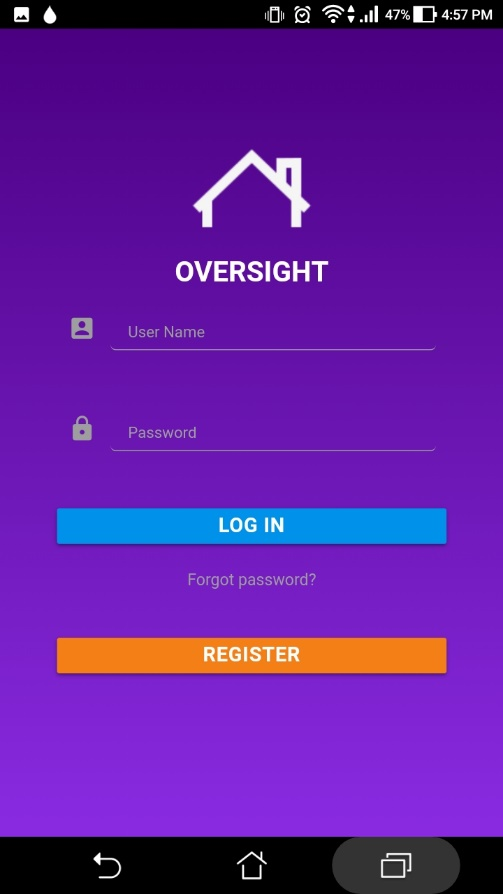 47% 4:57 PM
OVERSIGHT
User Name
Password
LOG IN
Forgot password?
REGISTER